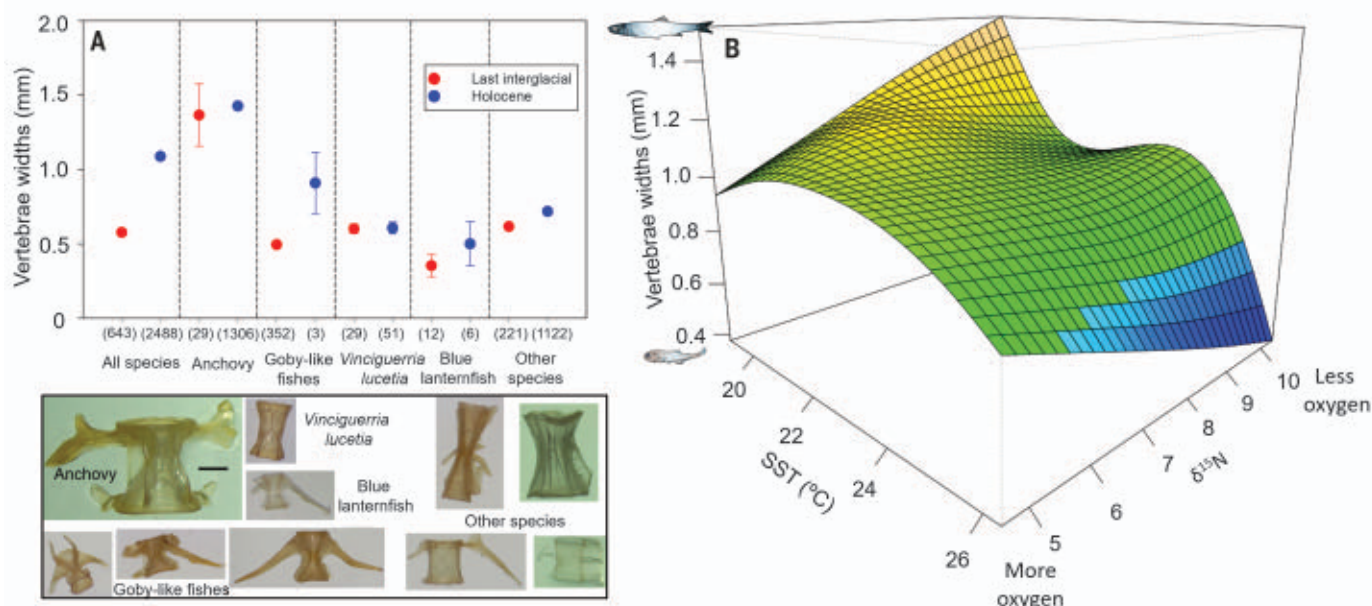 A
Vertebrae widths (mm)
2.0
1.5
1.0
0.5
0
Last interglacial
Holocene
(643) (2488) (29) (1306) (352) (3) (29) (51) (12) (6) (221) (1122)
All species
Anchovy
Goby-like
fishes
Vinciguerria
lucetia
Blue
lanternfish
Other
species
Anchovy
Vinciguerria
lucetia
Blue
lanternfish
Other species
Goby-like fishes
B
Vertebrae widths (mm)
1.4
1.2
1.0
0.8
0.6
0.4
20
22
24
26
SST (ºC)
5
6
7
8
9
10
δ15N
Less
oxygen
More
oxygen